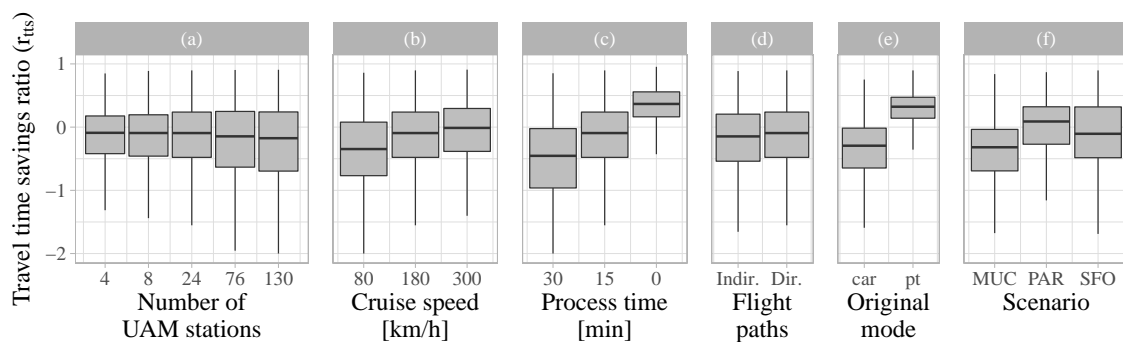 (a) (b) (c) (d) (e) (f)
Travel time savings ratio (rtts)
1
0
−1
−2
4 8 24 76 130
80 180 300
30 15 0
Indir. Dir.
car pt
MUC PAR SFO
Number of
UAM stations
Cruise speed
[km/h]
Process time
[min]
Flight
paths
Original
mode
Scenario